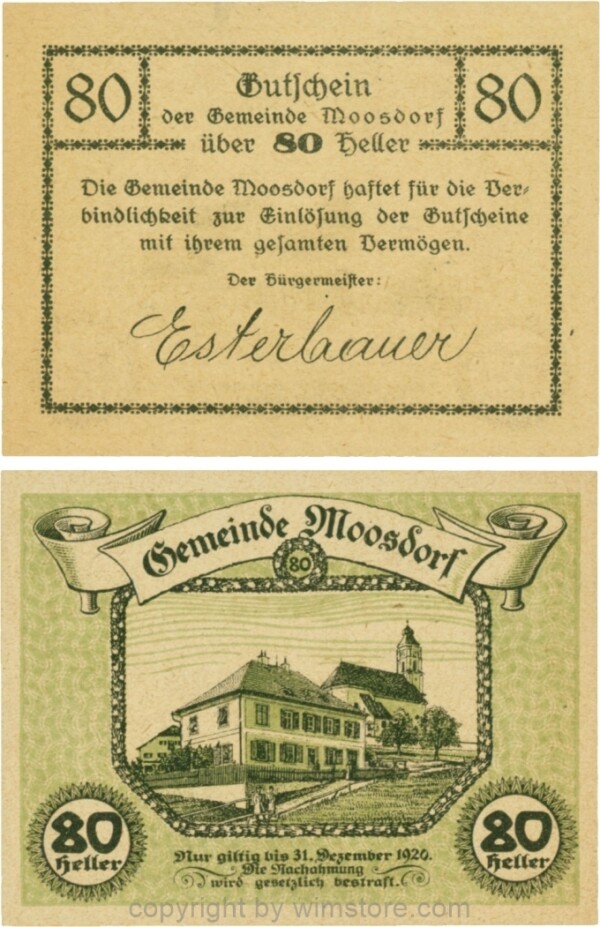 80 Gutschein 80
der Gemeinde Moosdorf
über 80 Heller
Die Gemeinde Moosdorf haftet für die Ver-
bindlichkeit zur Einlösung der Gutscheine
mit ihrem gesamten Vermögen.
Der Bürgermeister:
Esterbauer
Gemeinde Moosdorf
80
80 Heller
80 Heller
Nur giltig bis 31. Dezember 1920.
Die Nachahmung
wird gesetzlich bestraft.
copyright by wimstore.com